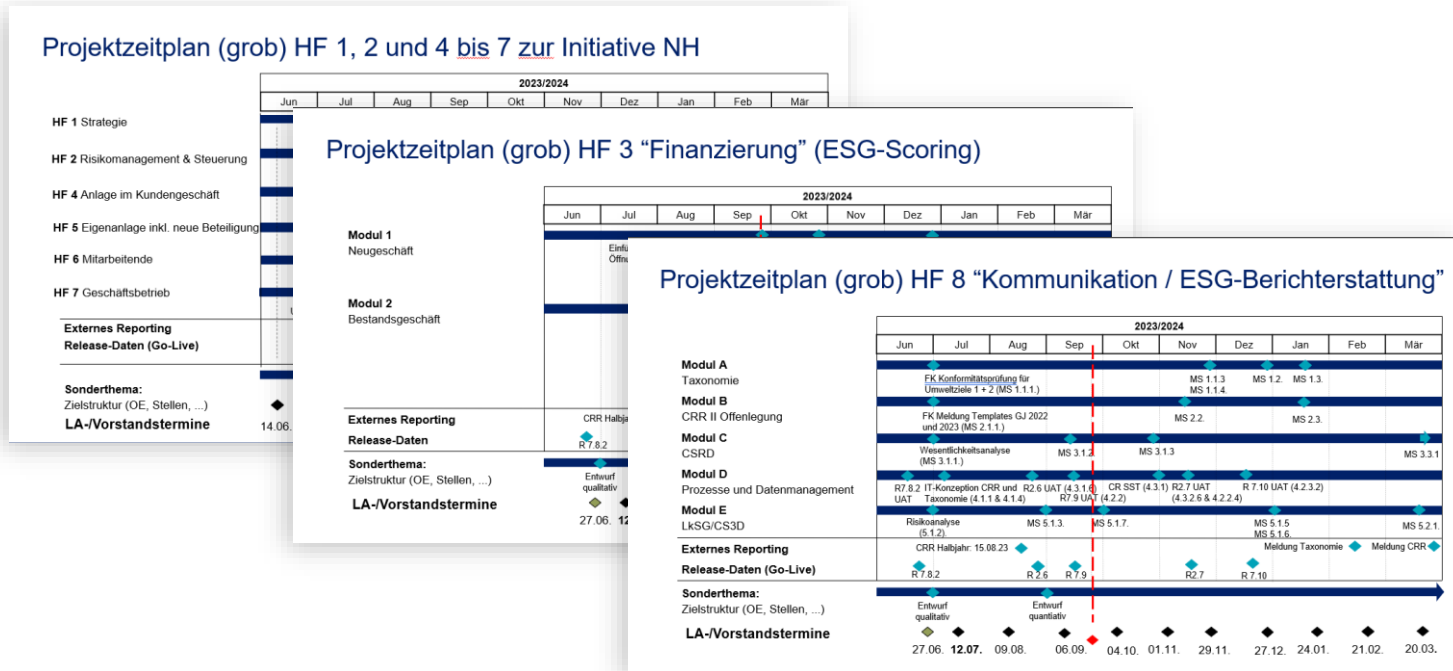 Projektzeitplan (grob) HF 1, 2 und 4 bis 7 zur Initiative NH
2023/2024
Jun Jul Aug Sep Okt Nov Dez Jan Feb Mär
HF 1 Strategie
HF 2 Risikomanagement & Steuerung
HF 4 Anlage im Kundengeschäft
HF 5 Eigenanlage inkl. neue Beteiligung
HF 6 Mitarbeitende
HF 7 Geschäftsbetrieb
Externes Reporting
Release-Daten (Go-Live)
Sonderthema:
Zielstruktur (OE, Stellen, ...)
LA-/Vorstandstermine 14.06.
Projektzeitplan (grob) HF 3 “Finanzierung” (ESG-Scoring)
2023/2024
Jun Jul Aug Sep Okt Nov Dez Jan Feb Mär
Modul 1
Neugeschäft
Modul 2
Bestandsgeschäft
Externes Reporting CRR
Release-Daten
R 7.8.2
Sonderthema:
Zielstruktur (OE, Stellen, ...) Entwurf
qualitativ
LA-/Vorstandstermine
27.06.
Projektzeitplan (grob) HF 8 “Kommunikation / ESG-Berichterstattung”
2023/2024
Jun Jul Aug Sep Okt Nov Dez Jan Feb Mär
Modul A
Taxonomie FK Konformitätsprüfung für MS 1.1.3 MS 1.2. MS 1.3.
Umweltziele 1 + 2 (MS 1.1.1.) MS 1.1.4.
Modul B
CRR II Offenlegung FK Meldung Templates GJ 2022 MS 2.2. MS 2.3.
und 2023 (MS 2.1.1.)
Modul C
CSRD Wesentlichkeitsanalyse MS 3.1.2 MS 3.1.3 MS 3.3.1
(MS 3.1.1.)
Modul D
Prozesse und Datenmanagement R7.8.2 IT-Konzeption CRR und R2.6 UAT (4.3.1.6) CR SST (4.3.1) R2.7 UAT R 7.10 UAT (4.2.3.2)
UAT Taxonomie (4.1.1 & 4.1.4) R7.9 UAT (4.2.2) (4.3.2.6 & 4.2.2.4)
Modul E
LkSG/CS3D Risikoanalyse MS 5.1.3. MS 5.1.7. MS 5.1.5 MS 5.2.1.
(5.1.2). MS 5.1.6.
Externes Reporting CRR Halbjahr: 15.08.23 Meldung Taxonomie Meldung CRR
Release-Daten (Go-Live)
R 7.8.2 R 2.6 R 7.9 R2.7 R 7.10
Sonderthema:
Zielstruktur (OE, Stellen, ...) Entwurf Entwurf
qualitativ quantiativ
LA-/Vorstandstermine
27.06. 12.07. 09.08. 06.09. 04.10. 01.11. 29.11. 27.12. 24.01. 21.02. 20.03.